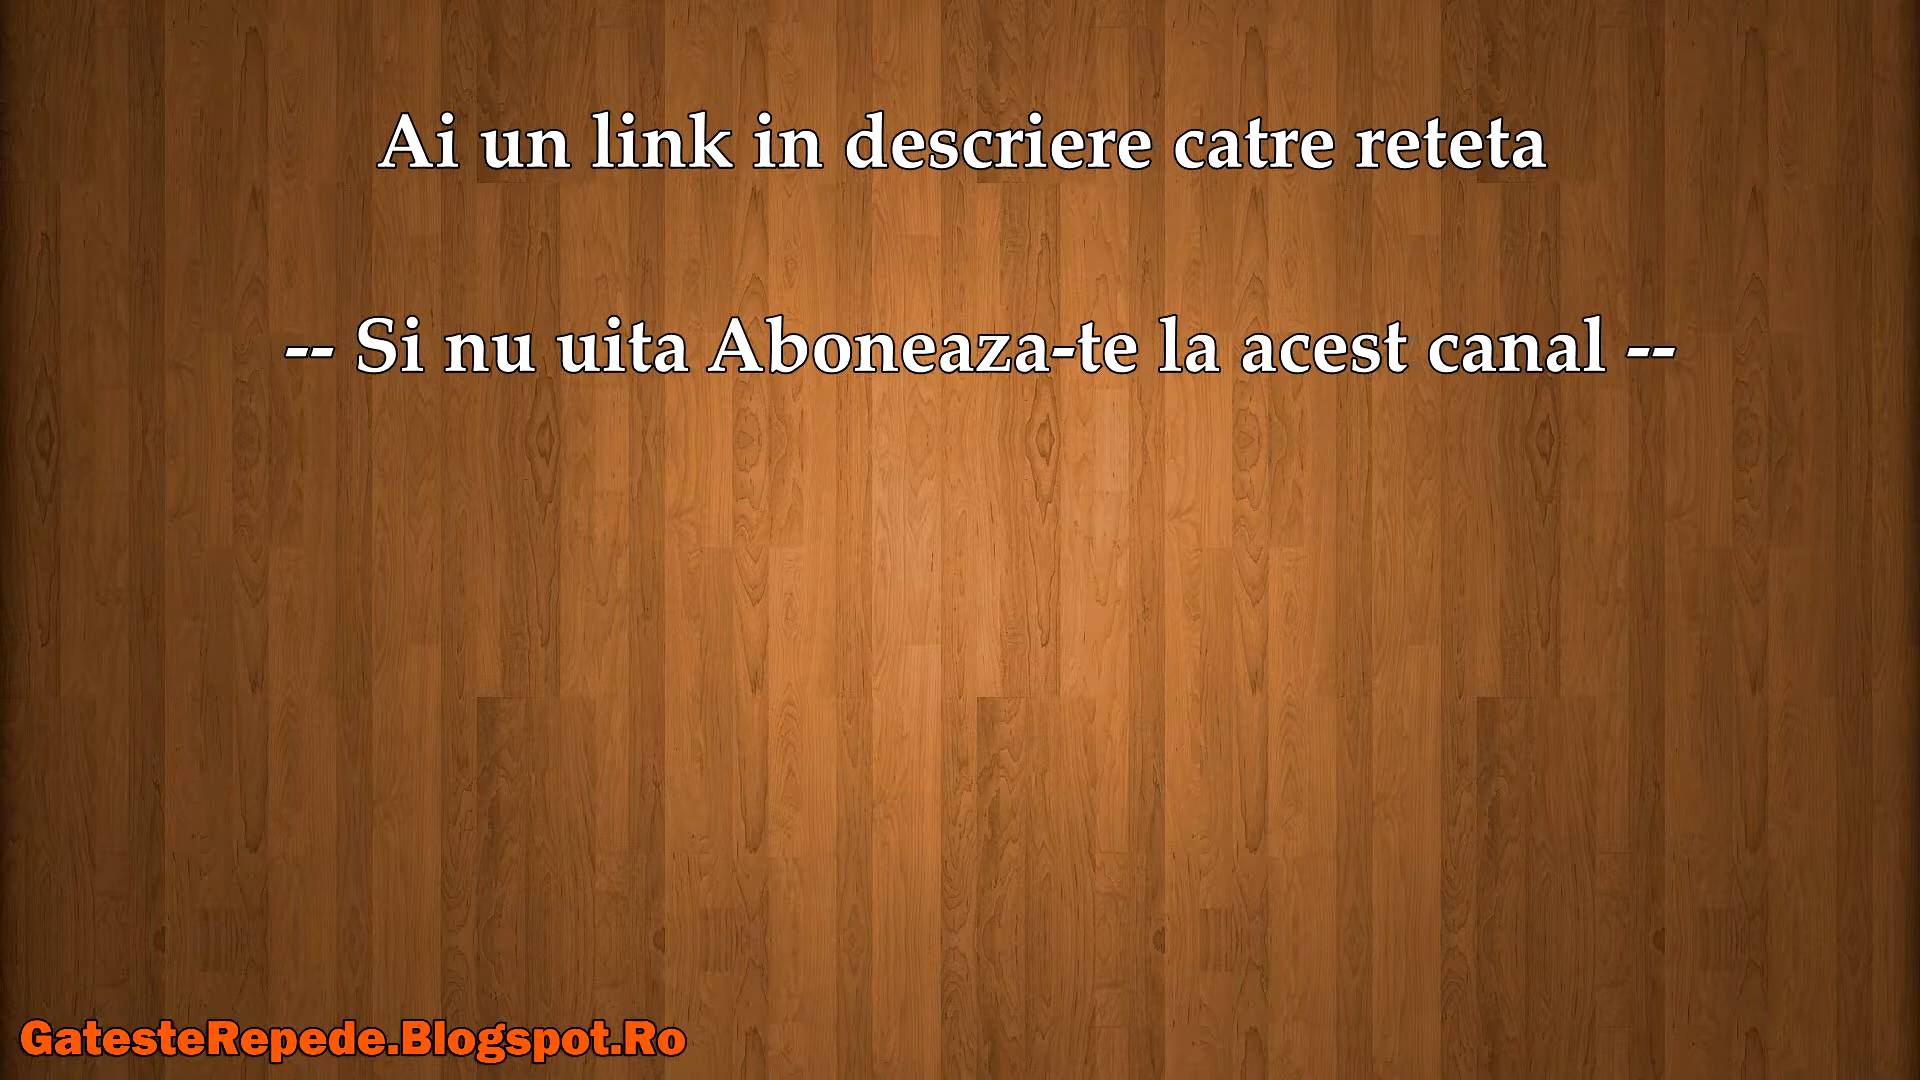 Ai un link in descriere catre reteta
-- Si nu uita Aboneaza-te la acest canal --
GatesteRepede.Blogspot.Ro